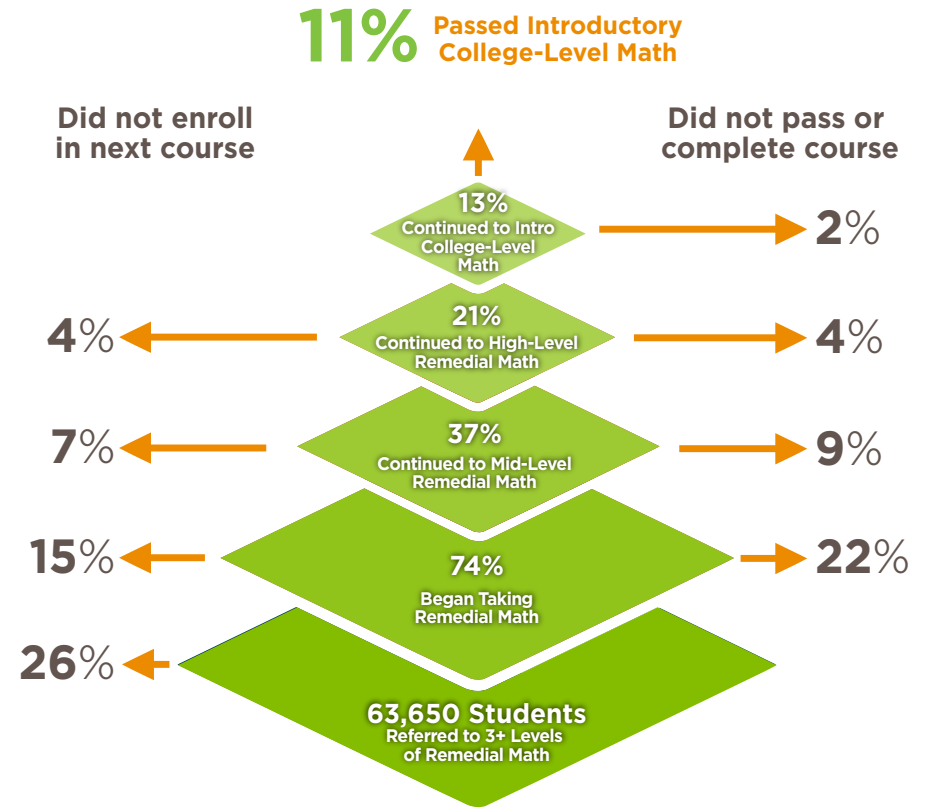 11% Passed Introductory
College-Level Math
Did not enroll
in next course
Did not pass or
complete course
13%
Continued to Intro
College-Level
Math
2%
4%
21%
Continued to High-Level
Remedial Math
4%
7%
37%
Continued to Mid-Level
Remedial Math
9%
15%
74%
Began Taking
Remedial Math
22%
26%
63,650 Students
Referred to 3+ Levels
of Remedial Math